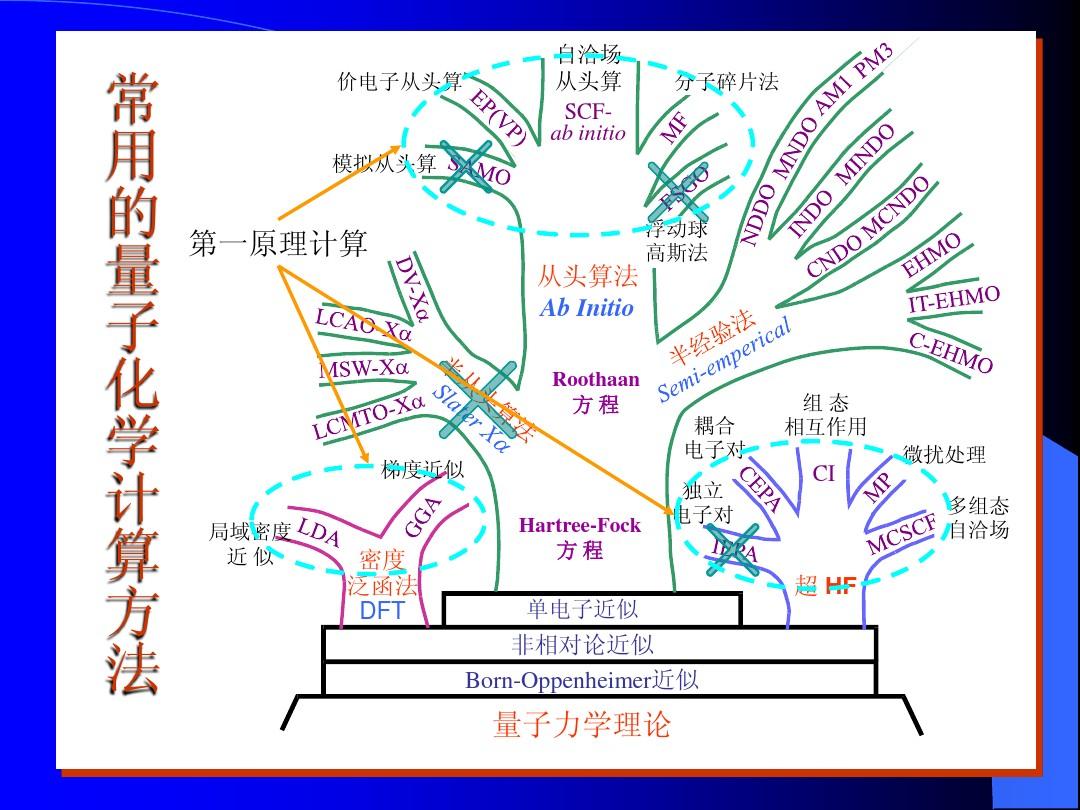 常用的量子化学计算方法
自洽场
从头算
SCF-
ab initio
价电子从头算
EP(VP)
分子碎片法
MF
模拟从头算
SAMO
FSGO
浮动球
高斯法
第一原理计算
从头算法
Ab Initio
NDDO MNDO AM1 PM3
INDO MINDO
CNDO MCNDO
EHMO
IT-EHMO
C-EHMO
半经验法
Semi-emperical
DV-Xα
LCAO-Xα
MSW-Xα
LCMTO-Xα
半从头算法
Slater Xα
Roothaan
方 程
组 态
相互作用
耦合
电子对
CEPA
CI
微扰处理
MP
独立
电子对
IEPA
多组态
自洽场
MCSCF
超 HF
梯度近似
GGA
局域密度
近 似
LDA
密度
泛函法
DFT
Hartree-Fock
方 程
单电子近似
非相对论近似
Born-Oppenheimer近似
量子力学理论